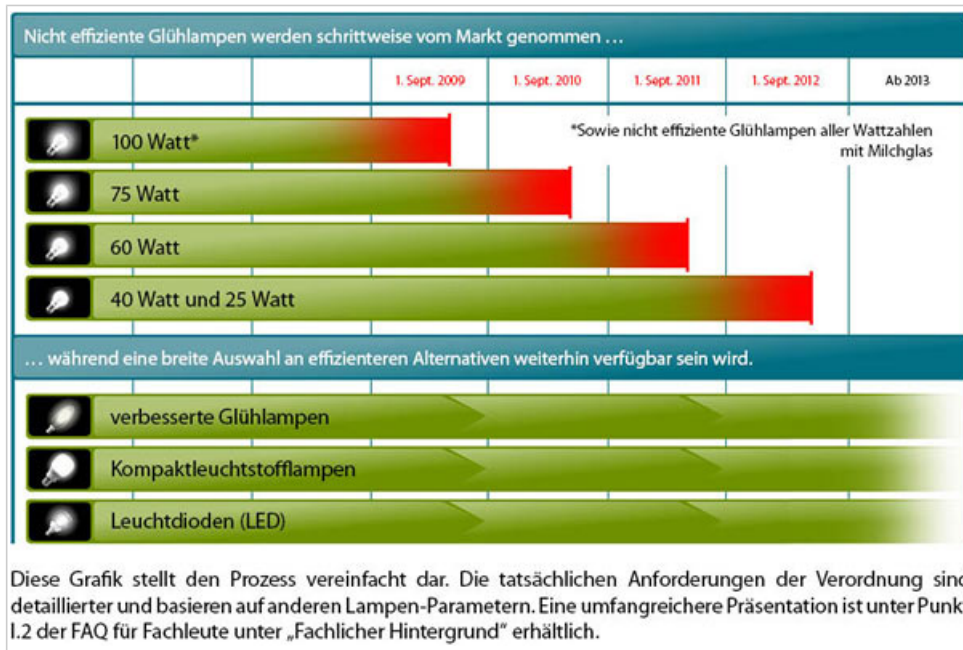 Nicht effiziente Glühlampen werden schrittweise vom Markt genommen …
1. Sept. 2009 1. Sept. 2010 1. Sept. 2011 1. Sept. 2012 Ab 2013
100 Watt*
*Sowie nicht effiziente Glühlampen aller Wattzahlen
mit Milchglas
75 Watt
60 Watt
40 Watt und 25 Watt
… während eine breite Auswahl an effizienteren Alternativen weiterhin verfügbar sein wird.
verbesserte Glühlampen
Kompaktleuchtstofflampen
Leuchtdioden (LED)
Diese Grafik stellt den Prozess vereinfacht dar. Die tatsächlichen Anforderungen der Verordnung sind
detaillierter und basieren auf anderen Lampen-Parametern. Eine umfangreichere Präsentation ist unter Punk
I.2 der FAQ für Fachleute unter „Fachlicher Hintergrund“ erhältlich.